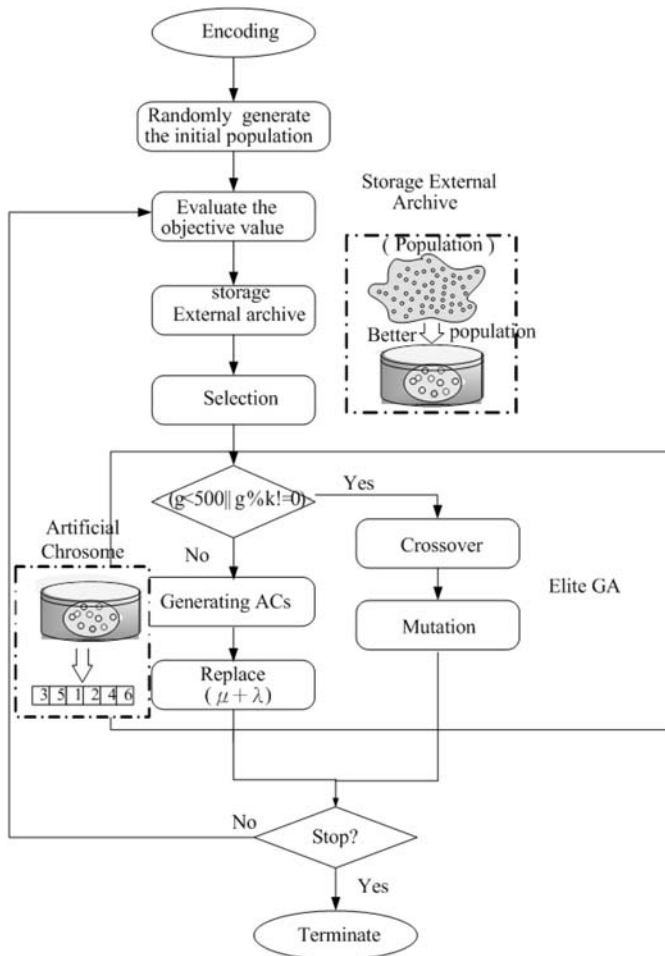 Encoding
Randomly generate
the initial population
Evaluate the
objective value
Storage External
Archive
( Population )
Better population
storage
External archive
Selection
(g<500|| g%k!=0)
Yes
No
Artificial
Chrosome
3 5 1 2 4 6
Generating ACs
Replace
( μ + λ )
Crossover
Mutation
Elite GA
No
Stop?
Yes
Terminate